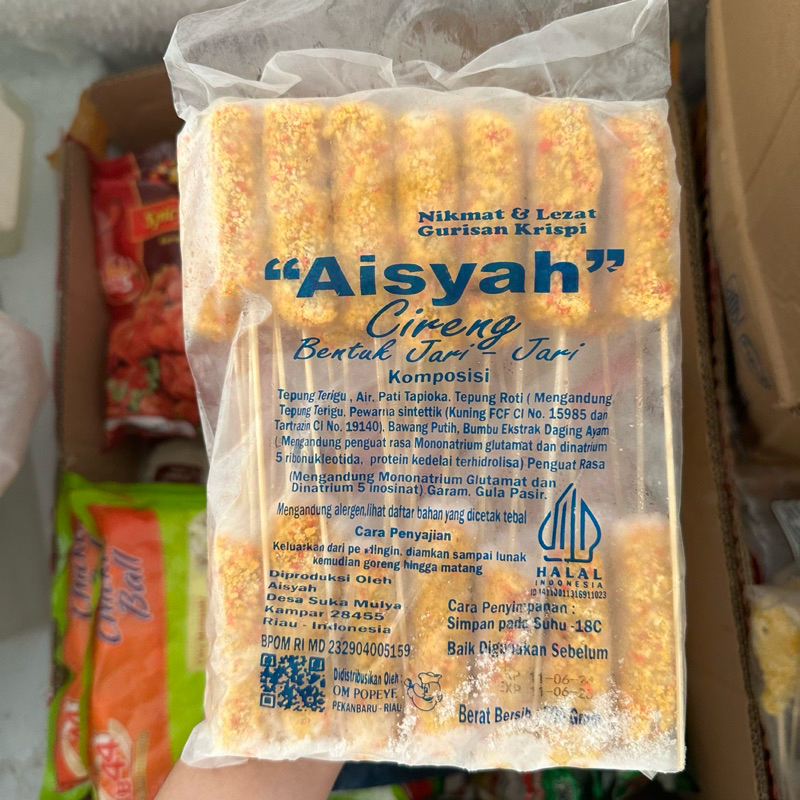 Nikmat & Lezat
Gurisan Krispi
“Aisyah”
Cireng
Bentuk Jari - Jari
Komposisi
Tepung Terigu , Air, Pati Tapioka. Tepung Roti ( Mengandung
Tepung Terigu. Pewarna sintettik (Kuning FCF CI No. 15985 dan
Tartrazin CI No. 19140). Bawang Putih, Bumbu Ekstrak Daging Ayam
( Mengandung penguat rasa Mononatrium glutamat dan dinatrium
5 ribonukleotida, protein kedelai terhidrolisa) Penguat Rasa
(Mengandung Mononatrium Glutamat dan
Dinatrium 5 Inosinat) Garam. Gula Pasir.
Mengandung alergen, lihat daftar bahan yang dicetak tebal
Cara Penyajian
Keluarkan dari pendingin, diamkan sampai lunak
kemudian goreng hingga matang
HALAL
INDONESIA
Diproduksi Oleh
Aisyah
Desa Suka Mulya
Kampar 28455
Riau - Indonesia
BPOM RI MD 232904005159
Didistribusikan Oleh :
OM POPEYE
PEKANBARU - RIAU
Cara Penyimpanan :
Simpan pada Suhu -18C
Baik Digunakan Sebelum
11-06-24
EXP 11-06-
Berat Bersih
Chicken
Ball